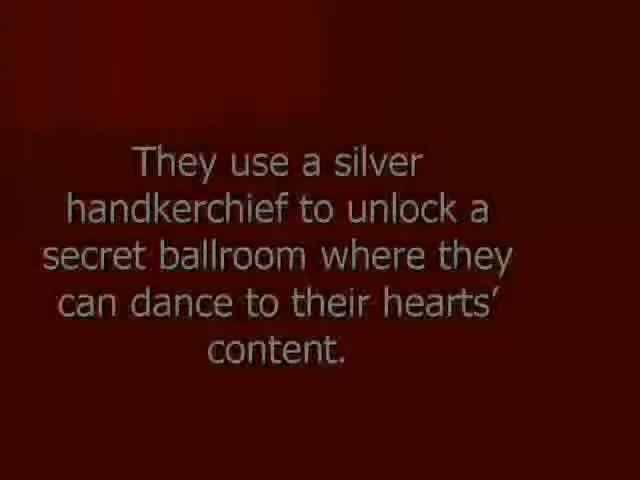 They use a silver
handkerchief to unlock a
secret ballroom where they
can dance to their hearts’
content.